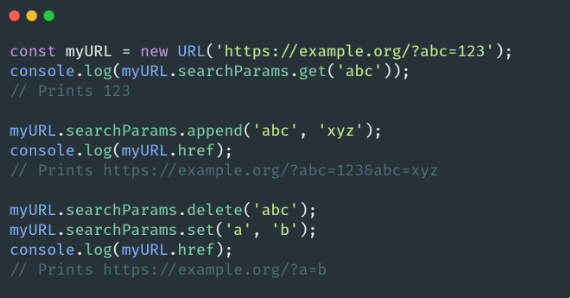 const myURL = new URL('https://example.org/?abc=123');
console.log(myURL.searchParams.get('abc'));
// Prints 123
myURL.searchParams.append('abc', 'xyz');
console.log(myURL.href);
// Prints https://example.org/?abc=123&abc=xyz
myURL.searchParams.delete('abc');
myURL.searchParams.set('a', 'b');
console.log(myURL.href);
// Prints https://example.org/?a=b